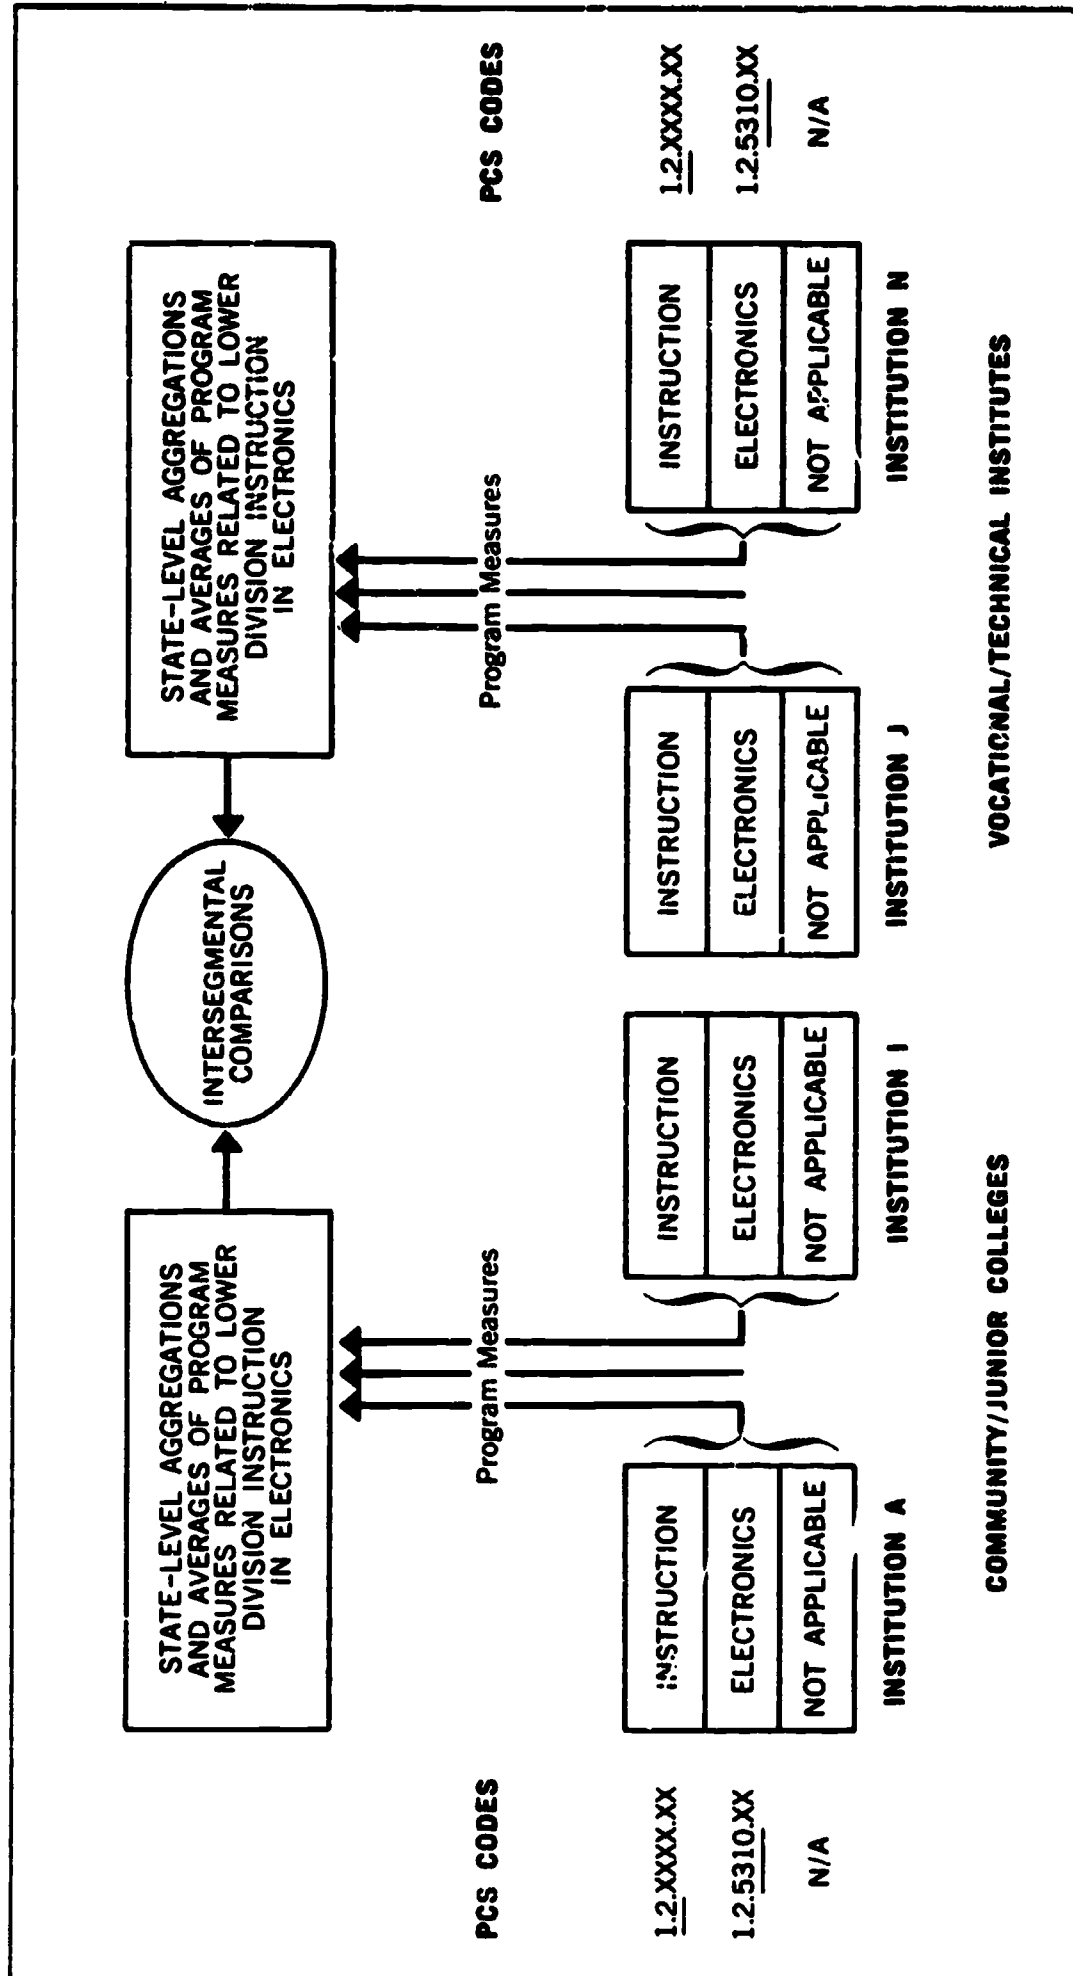 STATE-LEVEL AGGREGATIONS
AND AVERAGES OF PROGRAM
MEASURES RELATED TO LOWER
DIVISION INSTRUCTION
IN ELECTRONICS
INTERSEGMENTAL
COMPARISONS
STATE-LEVEL AGGREGATIONS
AND AVERAGES OF PROGRAM
MEASURES RELATED TO LOWER
DIVISION INSTRUCTION
IN ELECTRONICS
PCS CODES
Program Measures
Program Measures
PCS CODES
1.2.XXXX.XX
INSTRUCTION
INSTRUCTION
INSTRUCTION
INSTRUCTION
1.2.XXXX.XX
1.2.5310.XX
ELECTRONICS
ELECTRONICS
ELECTRONICS
ELECTRONICS
1.2.5310.XX
N/A
NOT APPLICABLE
NOT APPLICABLE
NOT APPLICABLE
NOT APPLICABLE
N/A
INSTITUTION A
INSTITUTION I
INSTITUTION J
INSTITUTION N
COMMUNITY/JUNIOR COLLEGES
VOCATIONAL/TECHNICAL INSTITUTES